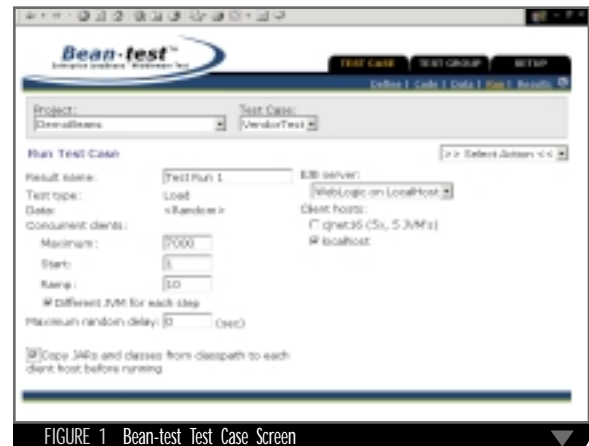 Bean-test™
TEST CASE TEST GROUP SETUP
Define | Code | Data | Run | Results
Project: Test Case:
DemoBeans VendorTest
Run Test Case >> Select Action <<
Result name: Test Run 1 EJB server:
Test type: Load WebLogic on LocalHost
Data: <Random> Client hosts:
Concurrent clients: (5x, 5 JVM's)
Maximum: 7000 localhost
Start: 1
Ramp: 10
Different JVM for each step
Maximum random delay: 0 (sec)
Copy JARs and classes from classpath to each
client host before running
FIGURE 1 Bean-test Test Case Screen